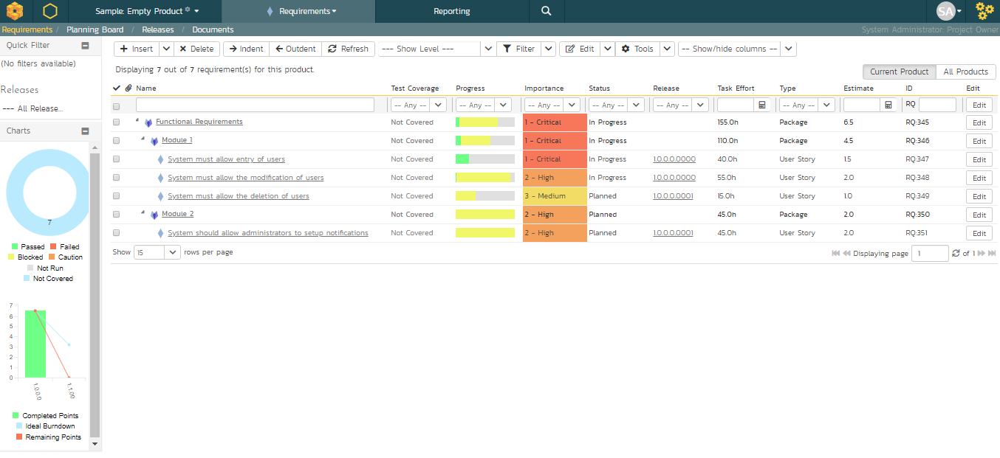 Sample: Empty Product
Requirements
Reporting
SA
Requirements / Planning Board / Releases / Documents
System Administrator: Project Owner
Quick Filter
(No filters available)
Releases
--- All Release...
Charts
7
Passed Failed
Blocked Caution
Not Run
Not Covered
7
6
5
4
3
2
1
0
1.0.0.0
1.1.0.0
Completed Points
Ideal Burndown
Remaining Points
Insert Delete Indent Outdent Refresh --- Show Level --- Filter Edit Tools -- Show/hide columns --
Displaying 7 out of 7 requirement(s) for this product.
Current Product All Products
Name Test Coverage Progress Importance Status Release Task Effort Type Estimate ID Edit
-- Any -- -- Any -- -- Any -- -- Any -- -- Any -- -- Any -- RQ Edit
Functional Requirements Not Covered 1 - Critical In Progress 155.0h Package 6.5 RQ:345 Edit
Module 1 Not Covered 1 - Critical In Progress 110.0h Package 4.5 RQ:346 Edit
System must allow entry of users Not Covered 1 - Critical In Progress 1.0.0.0.0000 40.0h User Story 1.5 RQ:347 Edit
System must allow the modification of users Not Covered 2 - High In Progress 1.0.0.0.0000 55.0h User Story 2.0 RQ:348 Edit
System must allow the deletion of users Not Covered 3 - Medium Planned 1.0.0.0.0001 15.0h User Story 1.0 RQ:349 Edit
Module 2 Not Covered 2 - High Planned 45.0h Package 2.0 RQ:350 Edit
System should allow administrators to setup notifications Not Covered 2 - High Planned 1.0.0.0.0001 45.0h User Story 2.0 RQ:351 Edit
Show 15 rows per page
Displaying page 1 of 1